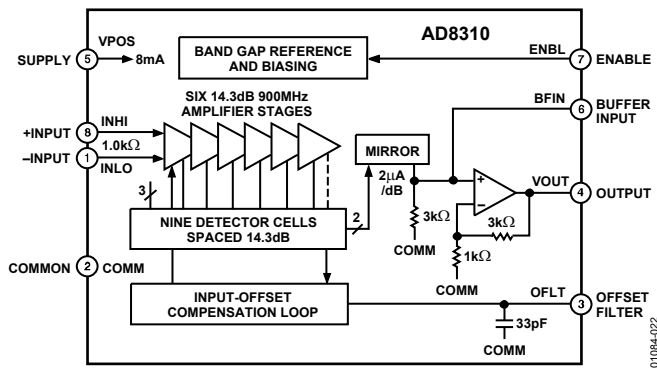 AD8310
SUPPLY 5 VPOS
8mA
BAND GAP REFERENCE
AND BIASING
ENBL 7 ENABLE
SIX 14.3dB 900MHz
AMPLIFIER STAGES
BFIN 6 BUFFER
INPUT
+INPUT 8 INHI
1.0kΩ
–INPUT 1 INLO
MIRROR
2μA
/dB
+
–
VOUT 4 OUTPUT
3
2
3kΩ
COMM
3kΩ
1kΩ
COMM
NINE DETECTOR CELLS
SPACED 14.3dB
COMMON 2 COMM
INPUT-OFFSET
COMPENSATION LOOP
OFLT 3 OFFSET
FILTER
33pF
COMM
01084-022